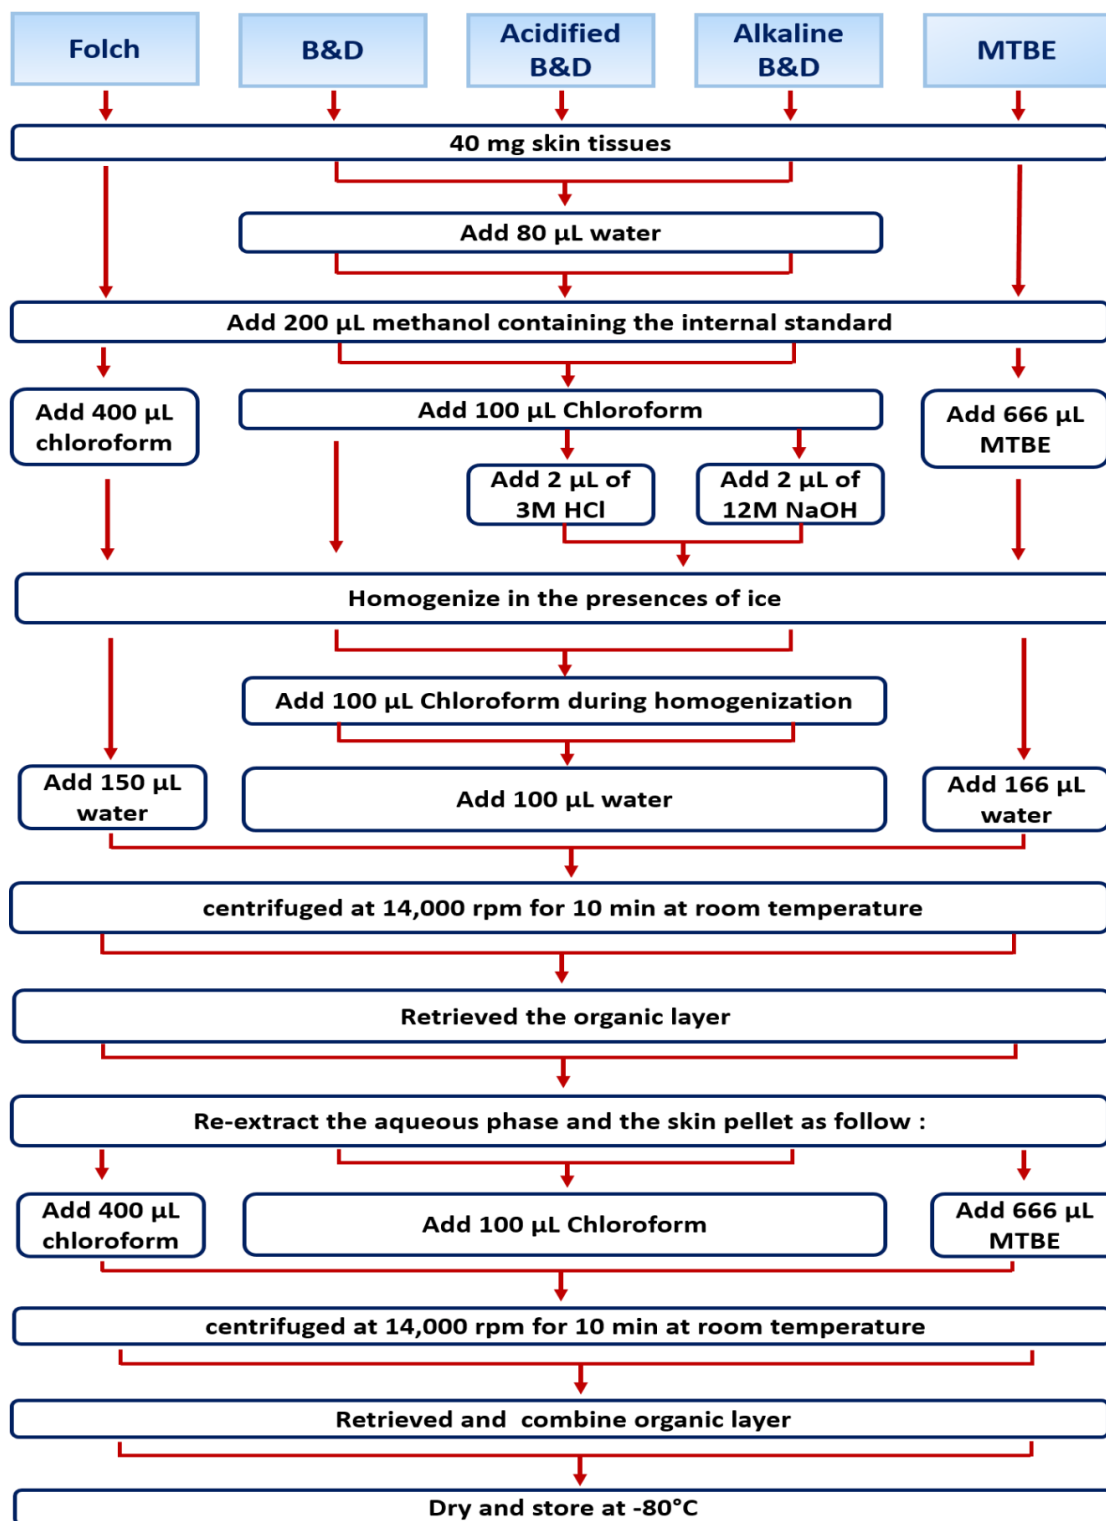 Folch
B&D
Acidified
B&D
Alkaline
B&D
MTBE
40 mg skin tissues
Add 80 µL water
Add 200 µL methanol containing the internal standard
Add 400 µL
chloroform
Add 100 µL Chloroform
Add 666 µL
MTBE
Add 2 µL of
3M HCl
Add 2 µL of
12M NaOH
Homogenize in the presences of ice
Add 100 µL Chloroform during homogenization
Add 150 µL
water
Add 100 µL water
Add 166 µL
water
centrifuged at 14,000 rpm for 10 min at room temperature
Retrieved the organic layer
Re-extract the aqueous phase and the skin pellet as follow :
Add 400 µL
chloroform
Add 100 µL Chloroform
Add 666 µL
MTBE
centrifuged at 14,000 rpm for 10 min at room temperature
Retrieved and combine organic layer
Dry and store at -80°C